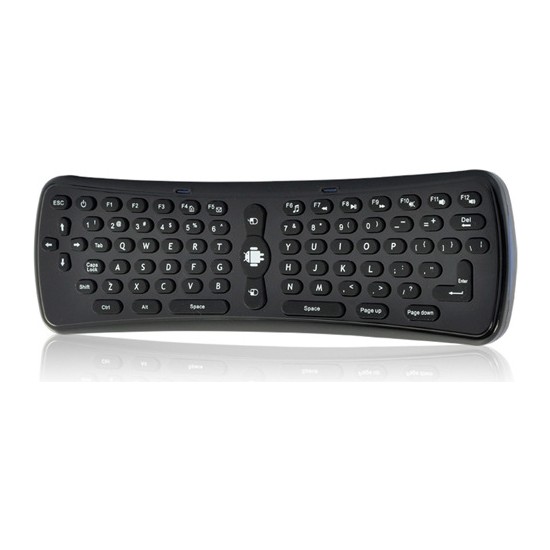 ESC F1 F2 F3 F4 F5 F6 F7 F8 F9 F10 F11 F12
1 ! 2 @ 3 # 4 $ 5 % 6 ^ 7 & 8 9 ( 0 ) - = + Del
Tab Q W E R T Y U I O P { [ } ]
Caps Lock A S D F G H J K L : ; " Enter
Shift Z X C V B N M < > / ?
Ctrl Alt Space Space Page up Page down